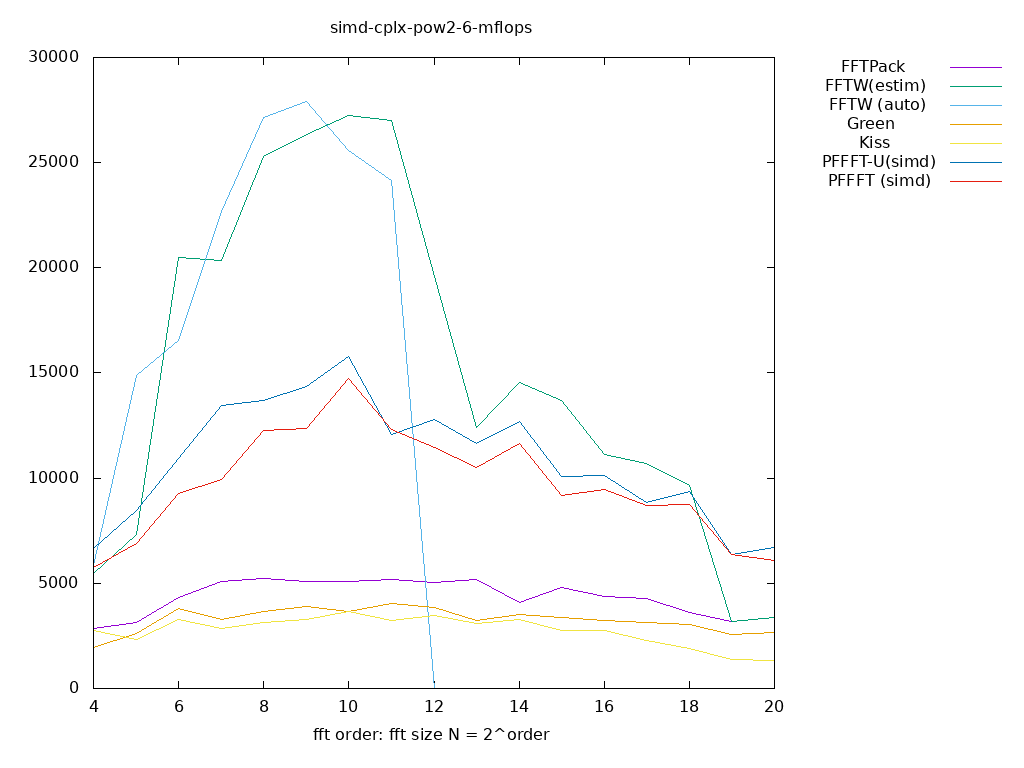 simd-cplx-pow2-6-mflops
30000
25000
20000
15000
10000
5000
0
4 6 8 10 12 14 16 18 20
fft order: fft size N = 2^order
FFTPack
FFTW(estim)
FFTW (auto)
Green
Kiss
PFFFT-U(simd)
PFFFT (simd)